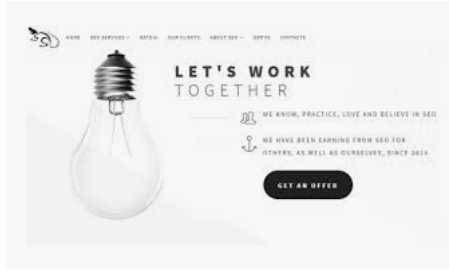 HOME SEO SERVICES RATESI OUR CLIENTS ABOUT SEO CONTACTS
LET'S WORK
TOGETHER
WE KNOW, PRACTICE, LOVE AND BELIEVE IN SEO
WE HAVE BEEN EARNING FROM SEO FOR
OTHERS, AS WELL AS OURSELVES, SINCE 2014
GET AN OFFER